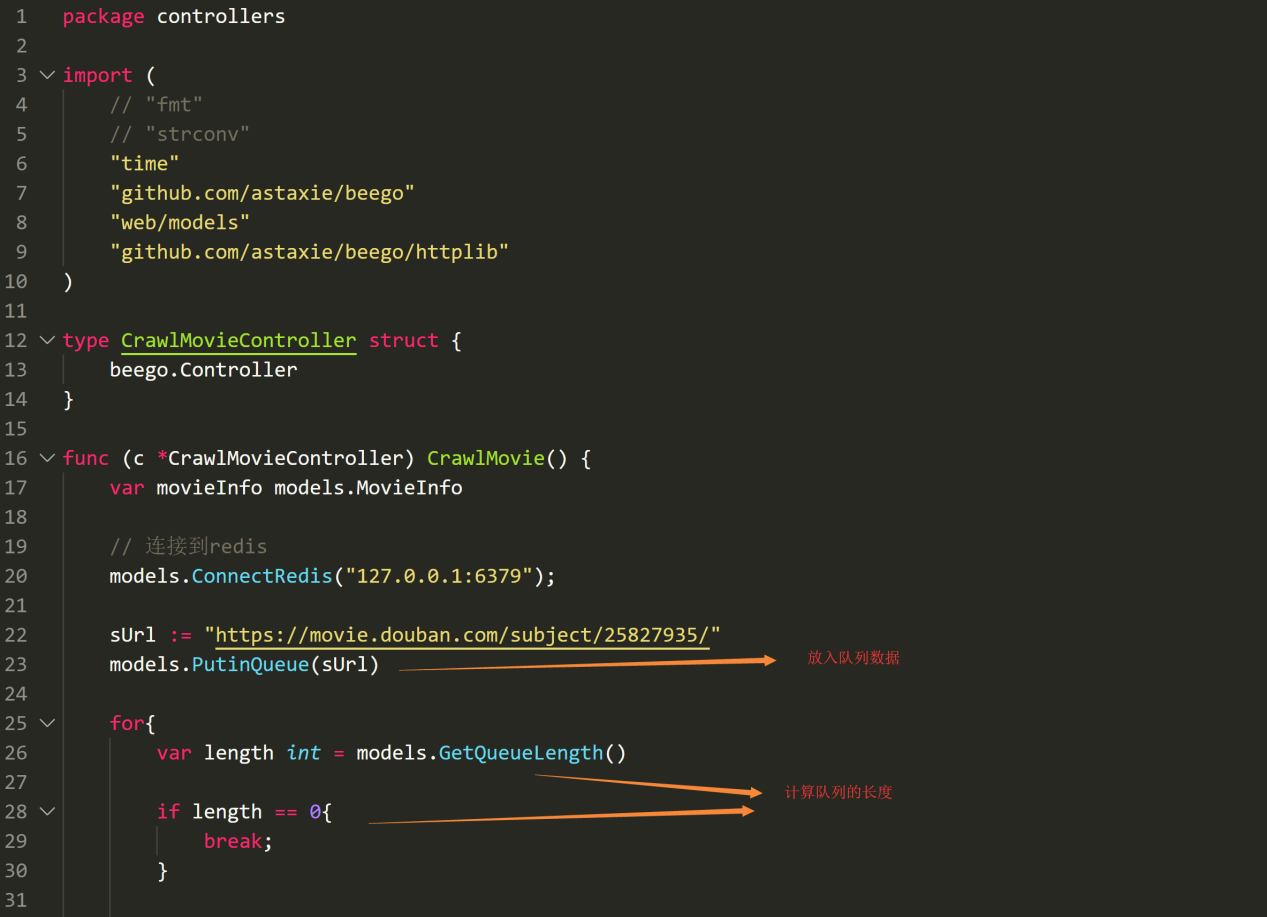 1 package controllers
2
3 import (
4 // "fmt"
5 // "strconv"
6 "time"
7 "github.com/astaxie/beego"
8 "web/models"
9 "github.com/astaxie/beego/httplib"
10 )
11
12 type CrawlMovieController struct {
13 beego.Controller
14 }
15
16 func (c *CrawlMovieController) CrawlMovie() {
17 var movieInfo models.MovieInfo
18
19 // 连接到redis
20 models.ConnectRedis("127.0.0.1:6379");
21
22 sUrl := "https://movie.douban.com/subject/25827935/"
23 models.PutinQueue(sUrl) 放入队列数据
24
25 for{
26 var length int = models.GetQueueLength()
27
计算队列的长度
28 if length == 0{
29 break;
30 }
31